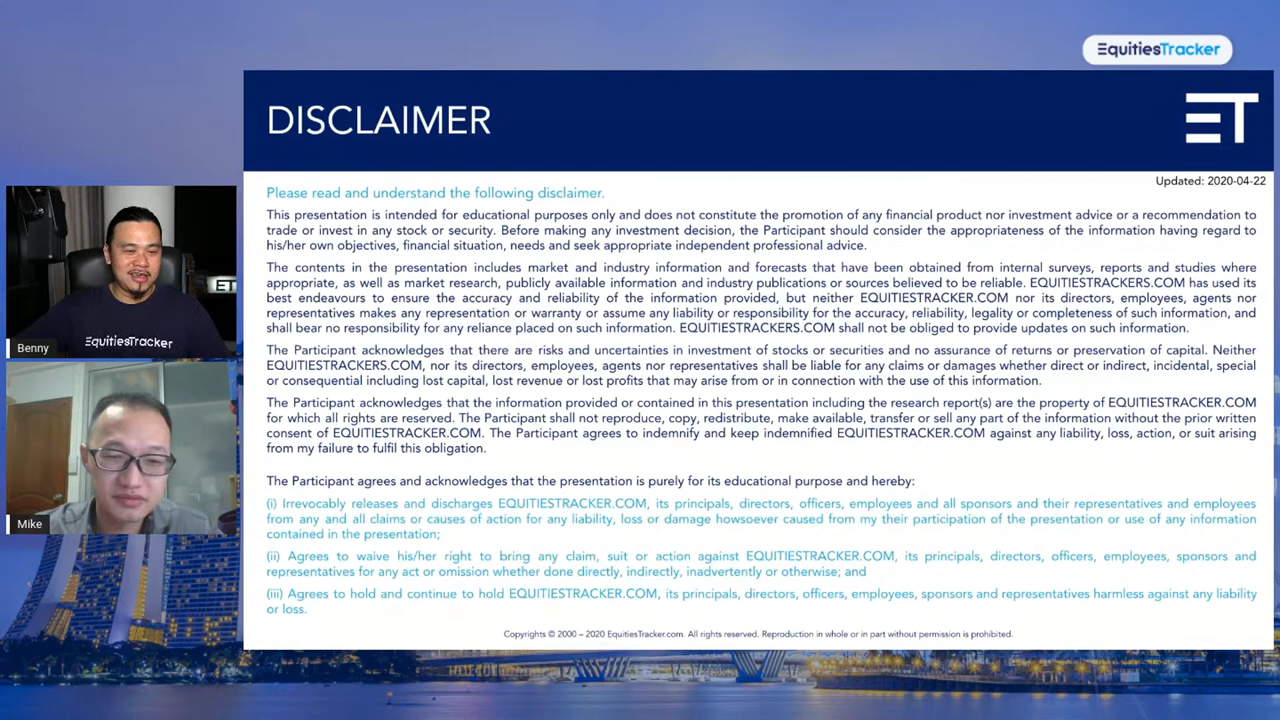 EquitiesTracker
DISCLAIMER
ET
Updated: 2020-04-22
Please read and understand the following disclaimer.
This presentation is intended for educational purposes only and does not constitute the promotion of any financial product nor investment advice or a recommendation to
trade or invest in any stock or security. Before making any investment decision, the Participant should consider the appropriateness of the information having regard to
his/her own objectives, financial situation, needs and seek appropriate independent professional advice.
The contents in the presentation includes market and industry information and forecasts that have been obtained from internal surveys, reports and studies where
appropriate, as well as market research, publicly available information and industry publications or sources believed to be reliable. EQUITIESTRACKERS.COM has used its
best endeavours to ensure the accuracy and reliability of the information provided, but neither EQUITIESTRACKER.COM nor its directors, employees, agents nor
representatives makes any representation or warranty or assume any liability or responsibility for the accuracy, reliability, legality or completeness of such information, and
shall bear no responsibility for any reliance placed on such information. EQUITIESTRACKERS.COM shall not be obliged to provide updates on such information.
The Participant acknowledges that there are risks and uncertainties in investment of stocks or securities and no assurance of returns or preservation of capital. Neither
EQUITIESTRACKERS.COM, nor its directors, employees, agents nor representatives shall be liable for any claims or damages whether direct or indirect, incidental, special
or consequential including lost capital, lost revenue or lost profits that may arise from or in connection with the use of this information.
The Participant acknowledges that the information provided or contained in this presentation including the research report(s) are the property of EQUITIESTRACKER.COM
for which all rights are reserved. The Participant shall not reproduce, copy, redistribute, make available, transfer or sell any part of the information without the prior written
consent of EQUITIESTRACKER.COM. The Participant agrees to indemnify and keep indemnified EQUITIESTRACKER.COM against any liability, loss, action, or suit arising
from my failure to fulfil this obligation.
The Participant agrees and acknowledges that the presentation is purely for its educational purpose and hereby:
(i) Irrevocably releases and discharges EQUITIESTRACKER.COM, its principals, directors, officers, employees and all sponsors and their representatives and employees
from any and all claims or causes of action for any liability, loss or damage howsoever caused from my their participation of the presentation or use of any information
contained in the presentation;
(ii) Agrees to waive his/her right to bring any claim, suit or action against EQUITIESTRACKER.COM, its principals, directors, officers, employees, sponsors and
representatives for any act or omission whether done directly, indirectly, inadvertently or otherwise; and
(iii) Agrees to hold and continue to hold EQUITIESTRACKER.COM, its principals, directors, officers, employees, sponsors and representatives harmless against any liability
or loss.
Copyrights © 2000 – 2020 EquitiesTracker.com. All rights reserved. Reproduction in whole or in part without permission is prohibited.
ET
EquitiesTracker
Benny
Mike